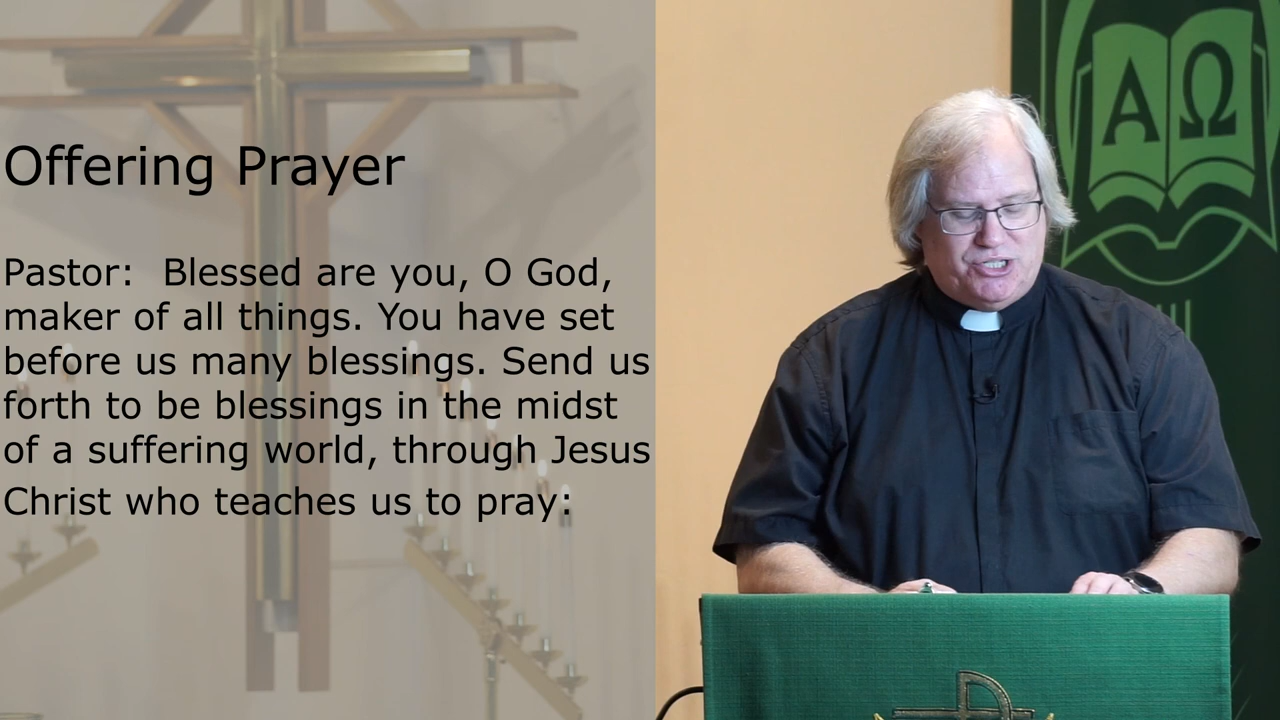 Offering Prayer
Pastor:  Blessed are you, O God,
maker of all things. You have set
before us many blessings. Send us
forth to be blessings in the midst
of a suffering world, through Jesus
Christ who teaches us to pray:
Α Ω